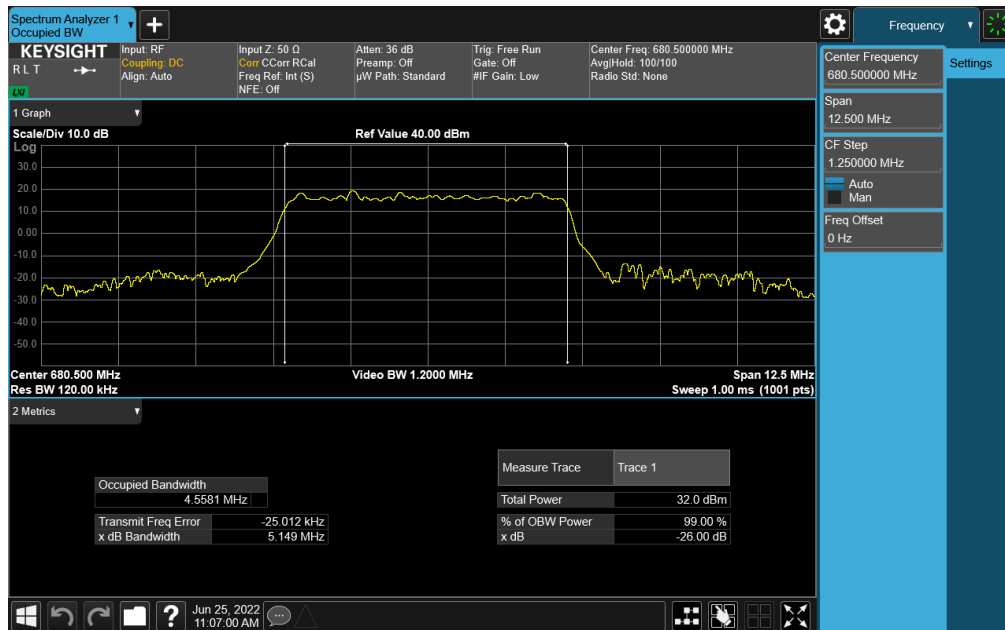 Spectrum Analyzer 1
Occupied BW
Frequency
KEYSIGHT
R L T
LXI
Input: RF
Coupling: DC
Align: Auto
Input Z: 50 Ω
Corr CCorr RCal
Freq Ref: Int (S)
NFE: Off
Atten: 36 dB
Preamp: Off
µW Path: Standard
Trig: Free Run
Gate: Off
#IF Gain: Low
Center Freq: 680.500000 MHz
Avg|Hold: 100/100
Radio Std: None
Center Frequency
680.500000 MHz
Settings
Span
12.500 MHz
CF Step
1.250000 MHz
Auto
Man
Freq Offset
0 Hz
1 Graph
Scale/Div 10.0 dB
Ref Value 40.00 dBm
Log
30.0
20.0
10.0
0.00
-10.0
-20.0
-30.0
-40.0
-50.0
Center 680.500 MHz
Video BW 1.2000 MHz
Span 12.5 MHz
Res BW 120.00 kHz
Sweep 1.00 ms (1001 pts)
2 Metrics
Occupied Bandwidth
4.5581 MHz
Transmit Freq Error -25.012 kHz
x dB Bandwidth 5.149 MHz
Measure Trace Trace 1
Total Power 32.0 dBm
% of OBW Power 99.00 %
x dB -26.00 dB
Jun 25, 2022
11:07:00 AM